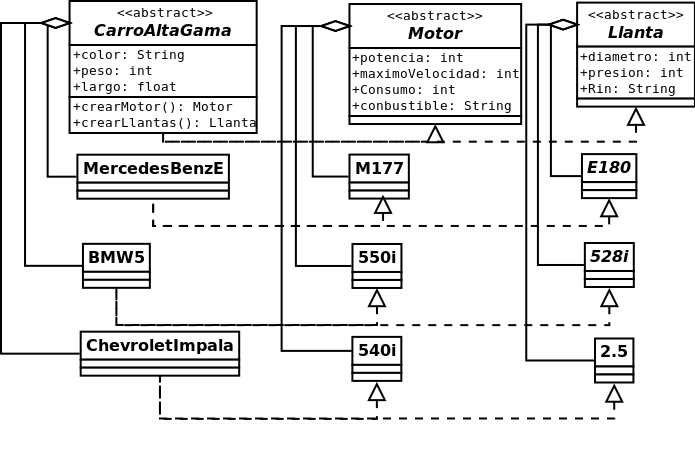 <<abstract>>
CarroAltaGama
+color: String
+peso: int
+largo: float
+crearMotor(): Motor
+crearLlantas(): Llanta
<<abstract>>
Motor
+potencia: int
+maximoVelocidad: int
+Consumo: int
+conbustible: String
<<abstract>>
Llanta
+diametro: int
+presion: int
+Rin: String
MercedesBenzE
M177
E180
BMW5
550i
528i
ChevroletImpala
540i
2.5